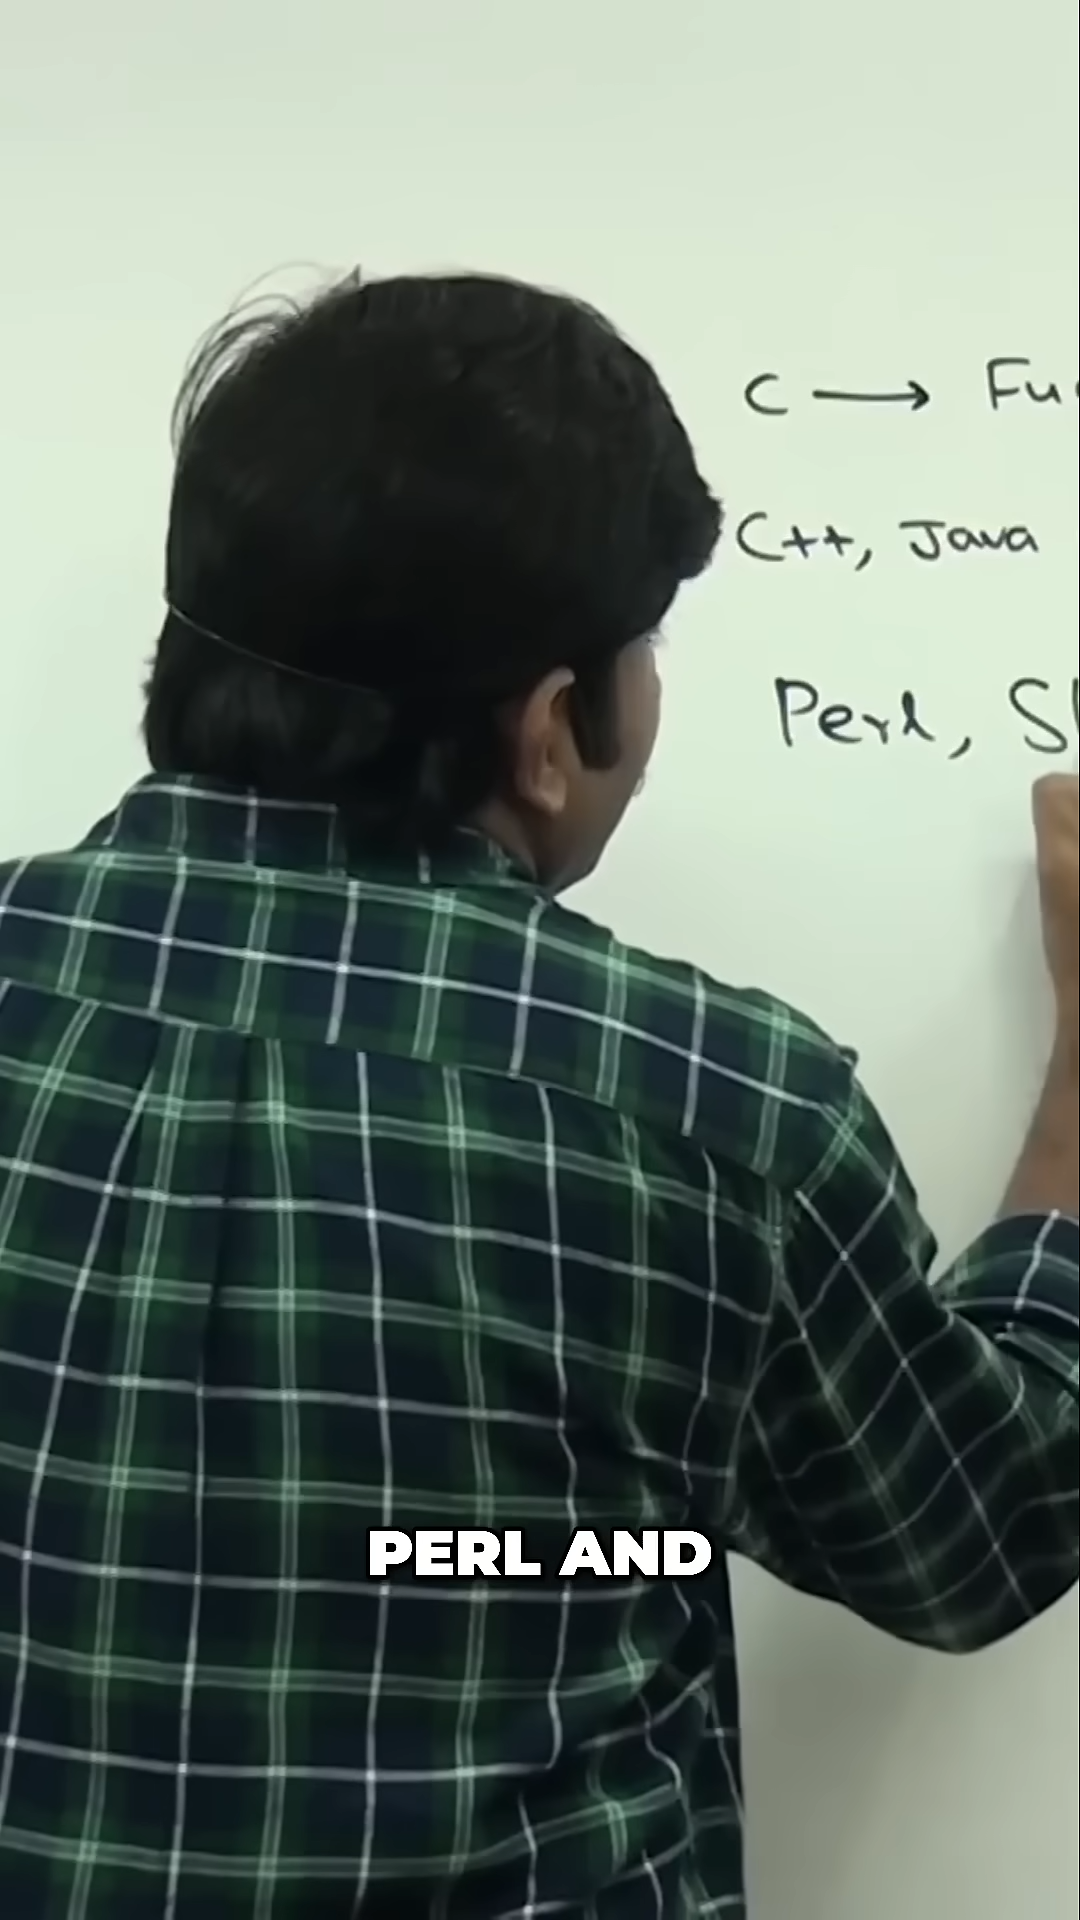 C → Fu
C++, Java
Perl, S
PERL AND